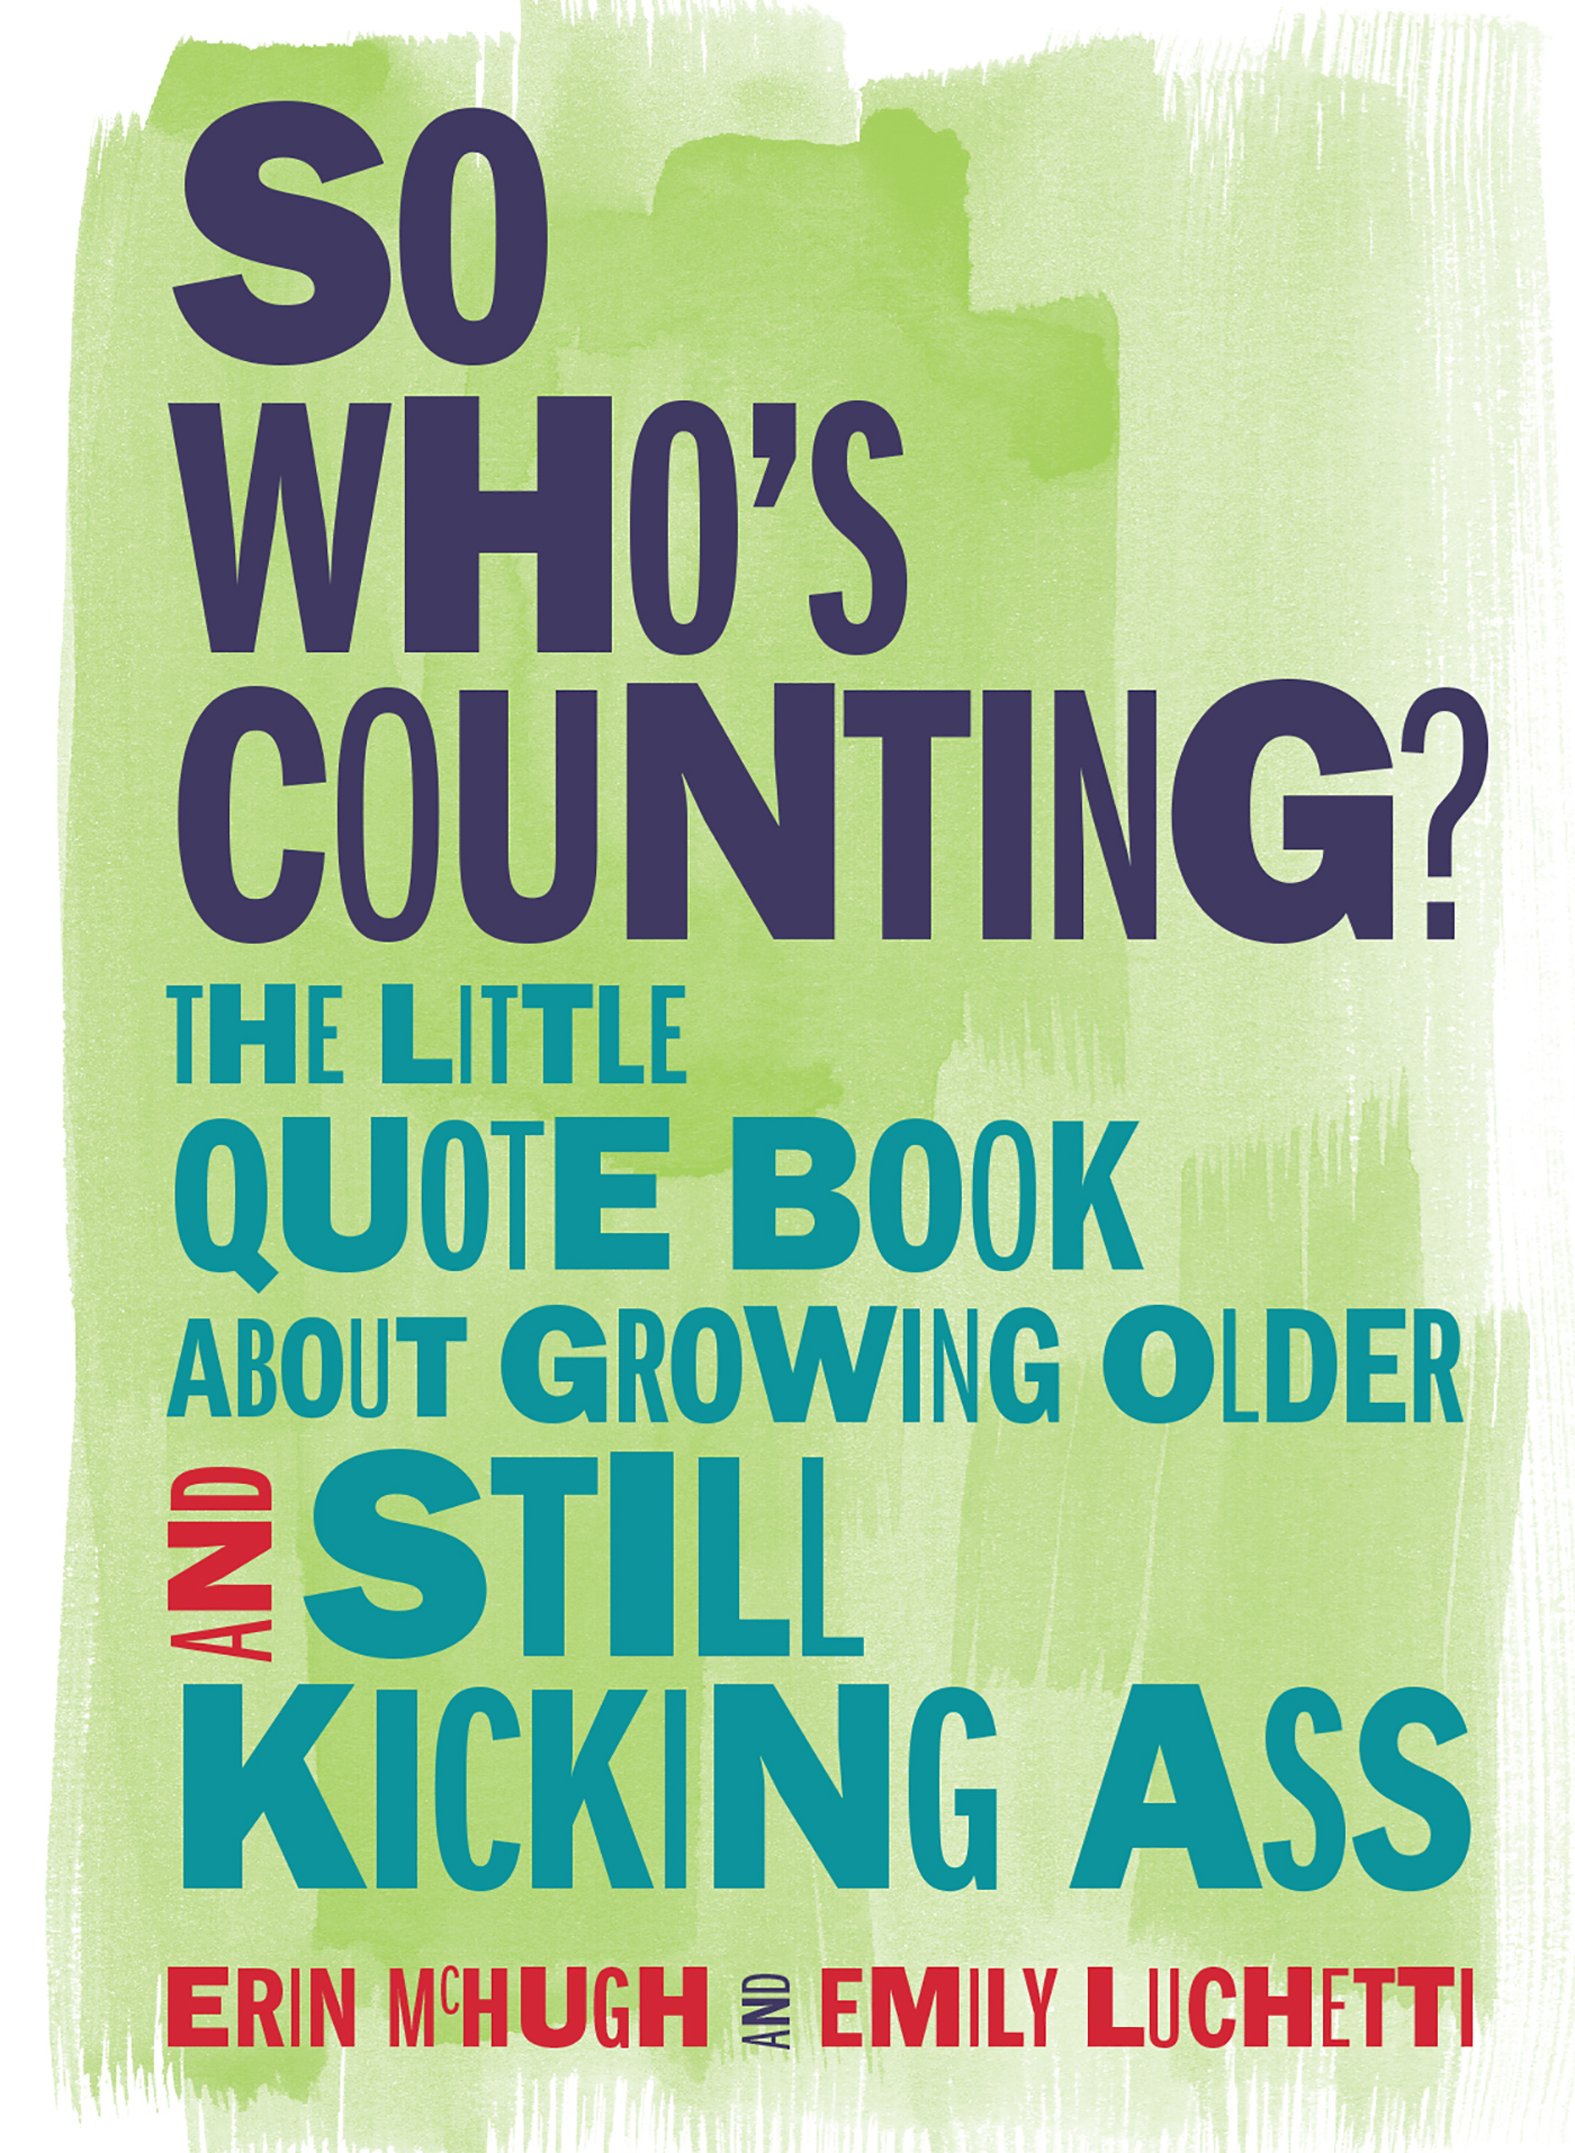 SO
WHO'S
COUNTING?
THE LITTLE
QUOTE BOOK
ABOUT GROWING OLDER
AND STILL
KICKING ASS
ERIN McHUGH AND EMILY LUCHETTI